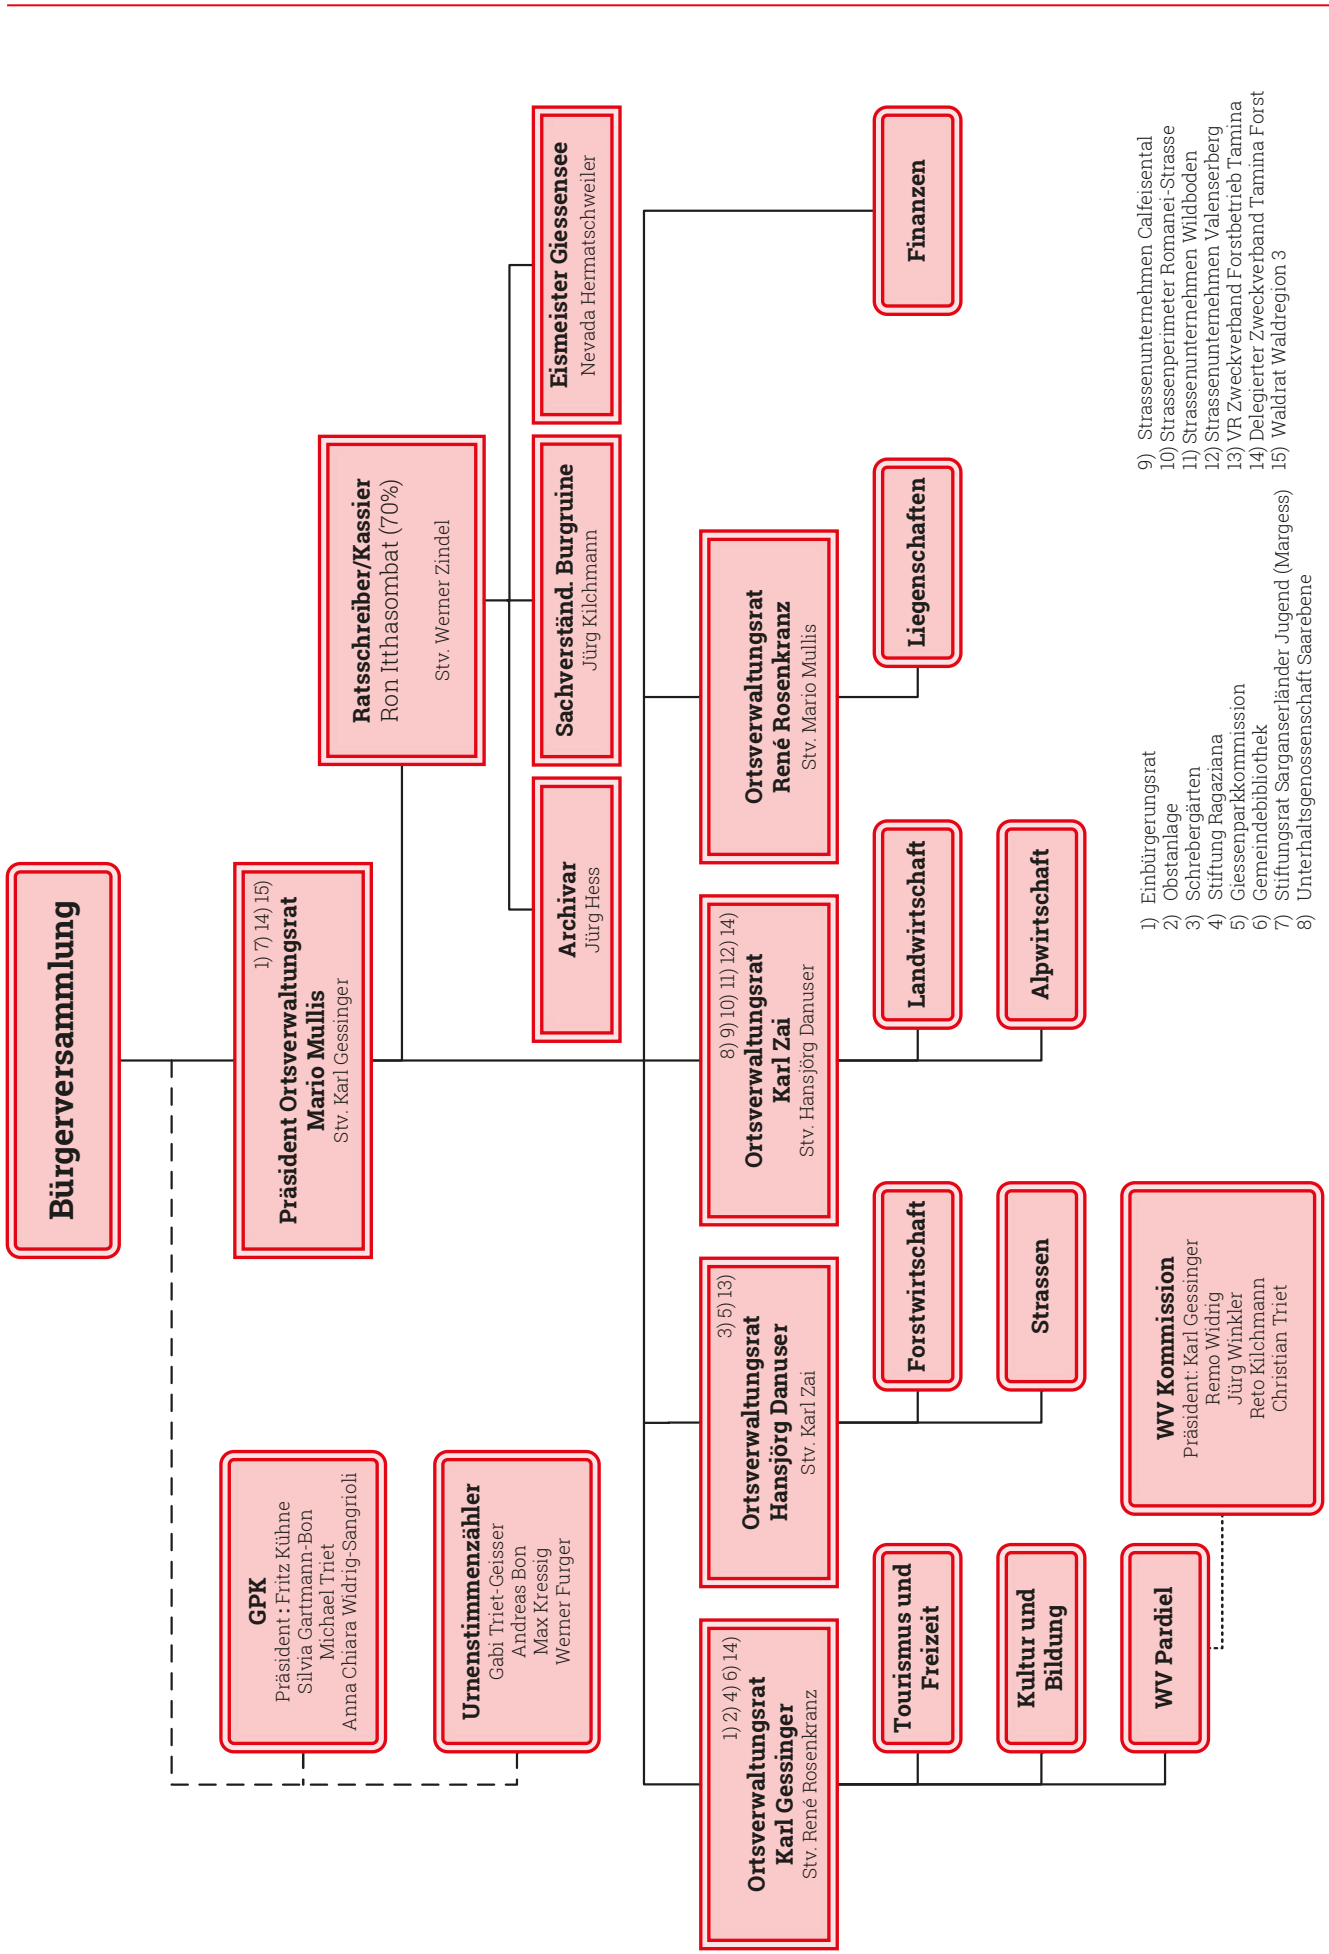 Bürgerversammlung
1) 7) 14) 15)
Präsident Ortsverwaltungsrat
Mario Mullis
Stv. Karl Gessinger
GPK
Präsident : Fritz Kühne
Silvia Gartmann-Bon
Michael Triet
Anna Chiara Widrig-Sangrioli
Urnenstimmenzähler
Gabi Triet-Geisser
Andreas Bon
Max Kressig
Werner Furger
Ratsschreiber/Kassier
Ron Itthasombat (70%)
Stv. Werner Zindel
Archivar
Jürg Hess
Sachverständ. Burgruine
Jürg Kilchmann
Eismeister Giessensee
Nevada Hermatschweiler
1) 2) 4) 6) 14)
Ortsverwaltungsrat
Karl Gessinger
Stv. René Rosenkranz
3) 5) 13)
Ortsverwaltungsrat
Hansjörg Danuser
Stv. Karl Zai
8) 9) 10) 11) 12) 14)
Ortsverwaltungsrat
Karl Zai
Stv. Hansjörg Danuser
Ortsverwaltungsrat
René Rosenkranz
Stv. Mario Mullis
Tourismus und
Freizeit
Forstwirtschaft
Landwirtschaft
Liegenschaften
Finanzen
Kultur und
Bildung
Strassen
Alpwirtschaft
WV Pardiel
WV Kommission
Präsident: Karl Gessinger
Remo Widrig
Jürg Winkler
Reto Kilchmann
Christian Triet
1) Einbürgerungsrat
2) Obstanlage
3) Schrebergärten
4) Stiftung Ragaziana
5) Giessenparkkommission
6) Gemeindebibliothek
7) Stiftungsrat Sarganserländer Jugend (Margess)
8) Unterhaltsgenossenschaft Saarebene
9) Strassenunternehmen Calfeisental
10) Strassenperimeter Romanei-Strasse
11) Strassenunternehmen Wildboden
12) Strassenunternehmen Valenserberg
13) VR Zweckverband Forstbetrieb Tamina
14) Delegierter Zweckverband Tamina Forst
15) Waldrat Waldregion 3